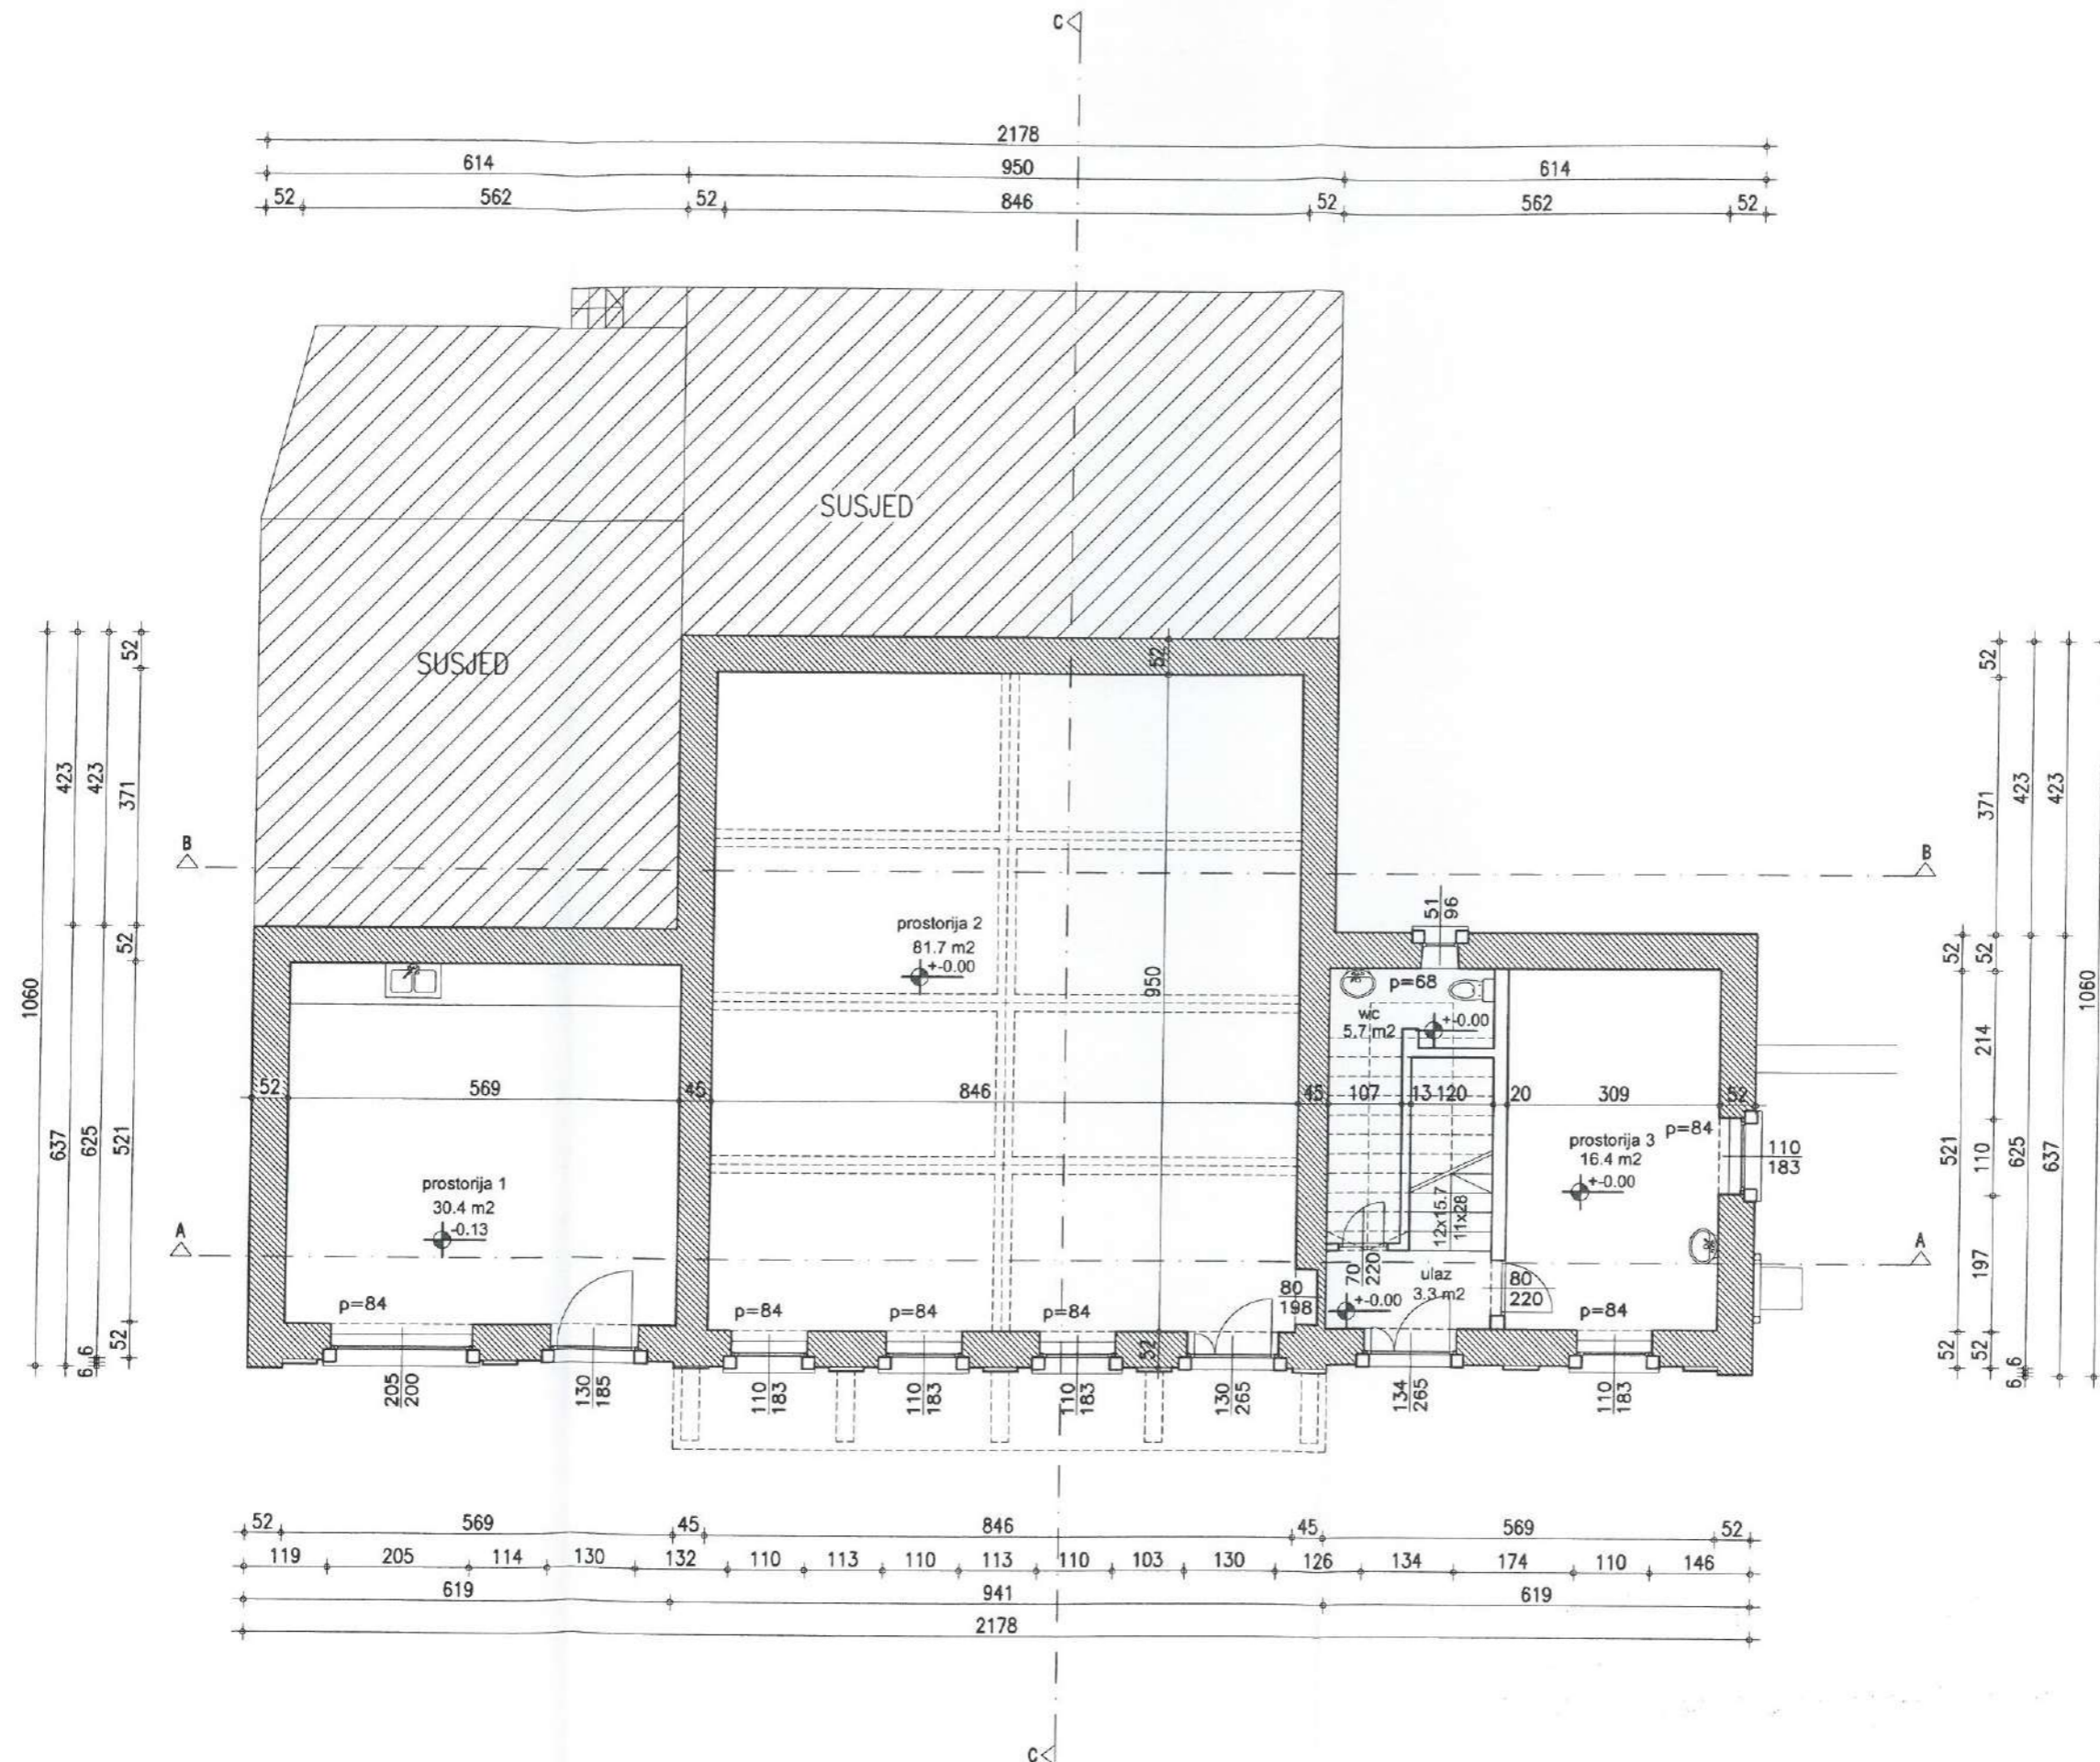 C
2178
614 950 614
52 562 52 846 52 562 52
SUSJED
SUSJED
52
52
423
423
371
52
1060
637
625
521
52
6
6
B
B
52
371
423
423
52
52
214
1060
521
110
625
637
197
52
52
6
6
prostorija 2
81.7 m2
+-0.00
950
51
96
p=68
wc
5.7 m2
+-0.00
52 569 45 846 45 107 13 120 20 309 52
prostorija 3
16.4 m2
+-0.00
p=84
110
183
prostorija 1
30.4 m2
-0.13
12x15.7
11x28
A
A
70
220
ulaz
3.3 m2
+-0.00
80
198
80
220
p=84 p=84 p=84 p=84 p=84
52
205
200
130
185
110
183
110
183
110
183
130
265
134
265
110
183
52 569 45 846 45 569 52
119 205 114 130 132 110 113 110 113 110 103 130 126 134 174 110 146
619 941 619
2178
C